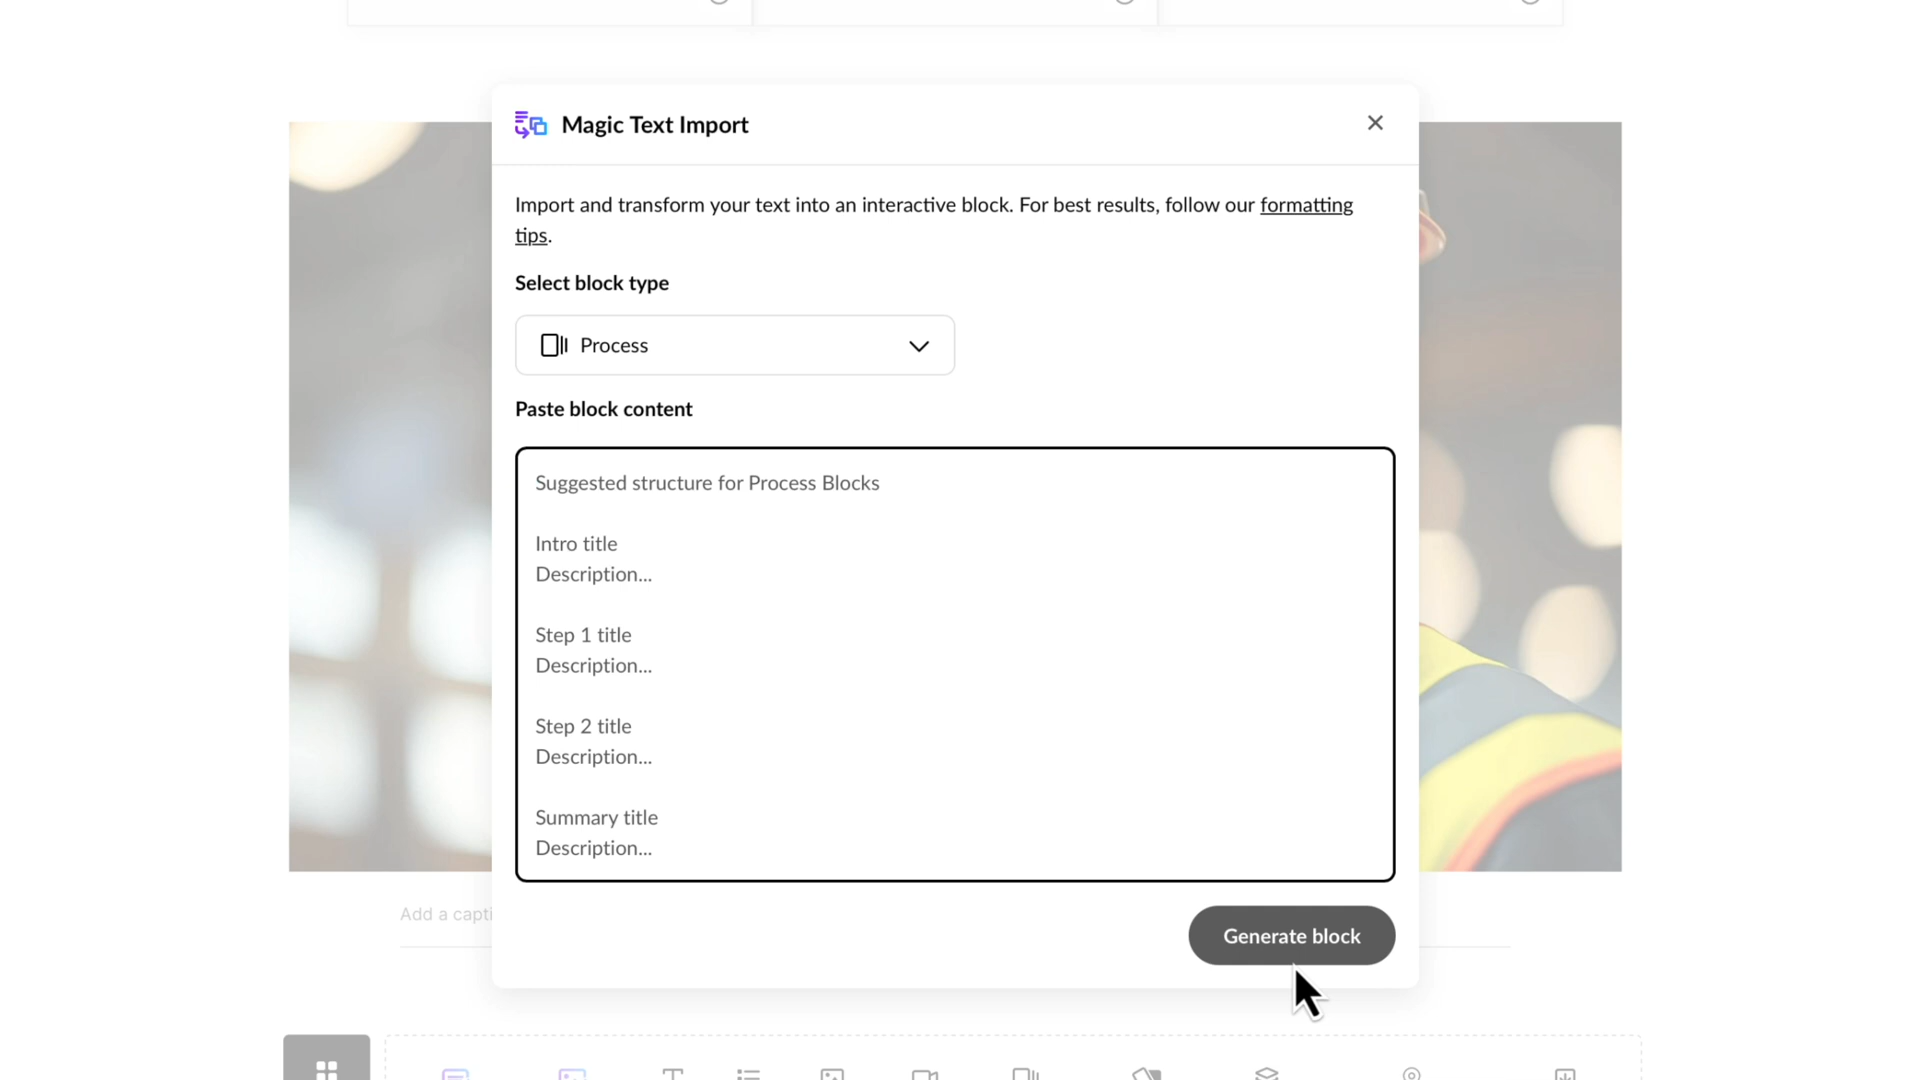 Magic Text Import
Import and transform your text into an interactive block. For best results, follow our formatting
tips.
Select block type
Process
Paste block content
Suggested structure for Process Blocks
Intro title
Description...
Step 1 title
Description...
Step 2 title
Description...
Summary title
Description...
Add a capti
Generate block